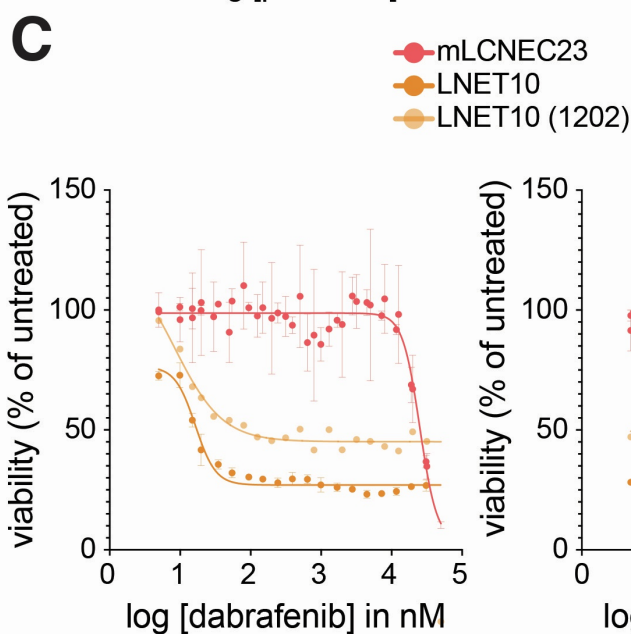 C
mLCNEC23
LNET10
LNET10 (1202)
viability (% of untreated)
150
100
50
0
0 1 2 3 4 5
log [dabrafenib] in nM
viability (% of untreated)
150
100
50
0
0